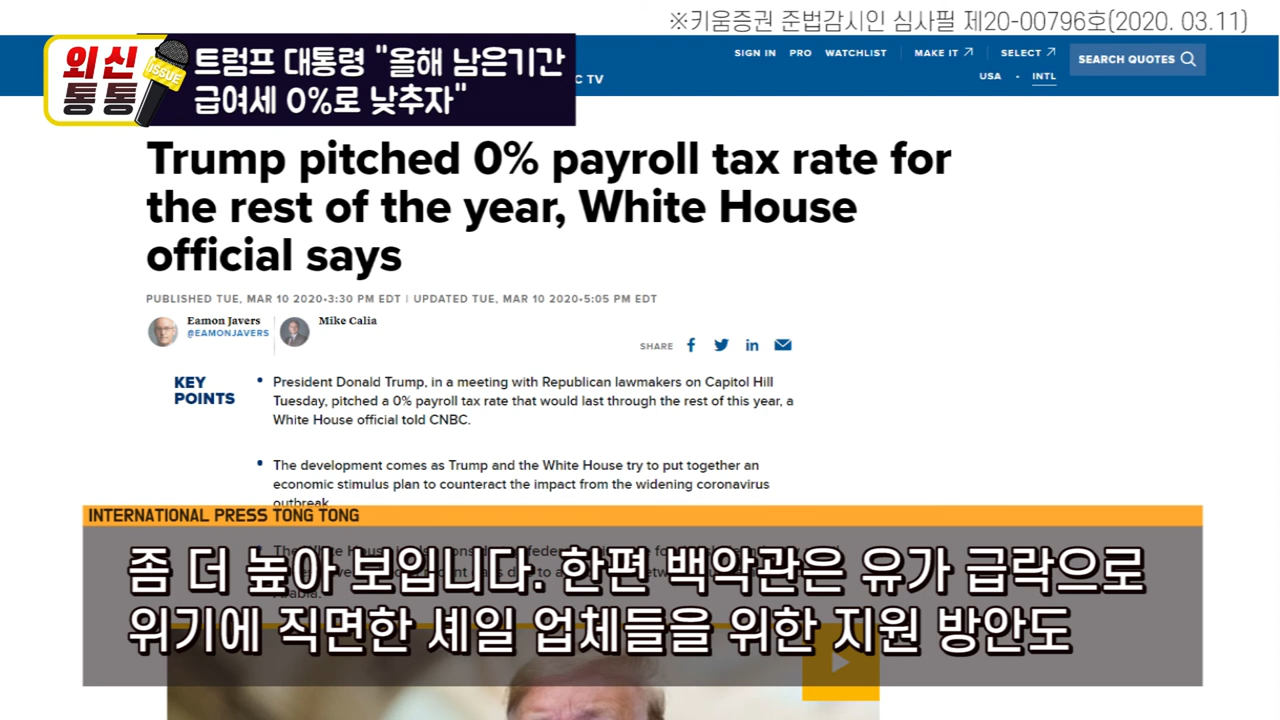 ※키움증권 준법감시인 심사필 제20-00796호(2020. 03.11)
외신
통통
ISSUE
트럼프 대통령 "올해 남은기간
급여세 0%로 낮추자"
C TV
SIGN IN PRO WATCHLIST MAKE IT SELECT
USA · INTL
SEARCH QUOTES
Trump pitched 0% payroll tax rate for
the rest of the year, White House
official says
PUBLISHED TUE, MAR 10 2020•3:30 PM EDT | UPDATED TUE, MAR 10 2020•5:05 PM EDT
Eamon Javers
@EAMONJAVERS
Mike Calia
SHARE
KEY
POINTS
• President Donald Trump, in a meeting with Republican lawmakers on Capitol Hill
Tuesday, pitched a 0% payroll tax rate that would last through the rest of this year, a
White House official told CNBC.
• The development comes as Trump and the White House try to put together an
economic stimulus plan to counteract the impact from the widening coronavirus
outbreak.
INTERNATIONAL PRESS TONG TONG
좀 더 높아 보입니다. 한편 백악관은 유가 급락으로
위기에 직면한 셰일 업체들을 위한 지원 방안도